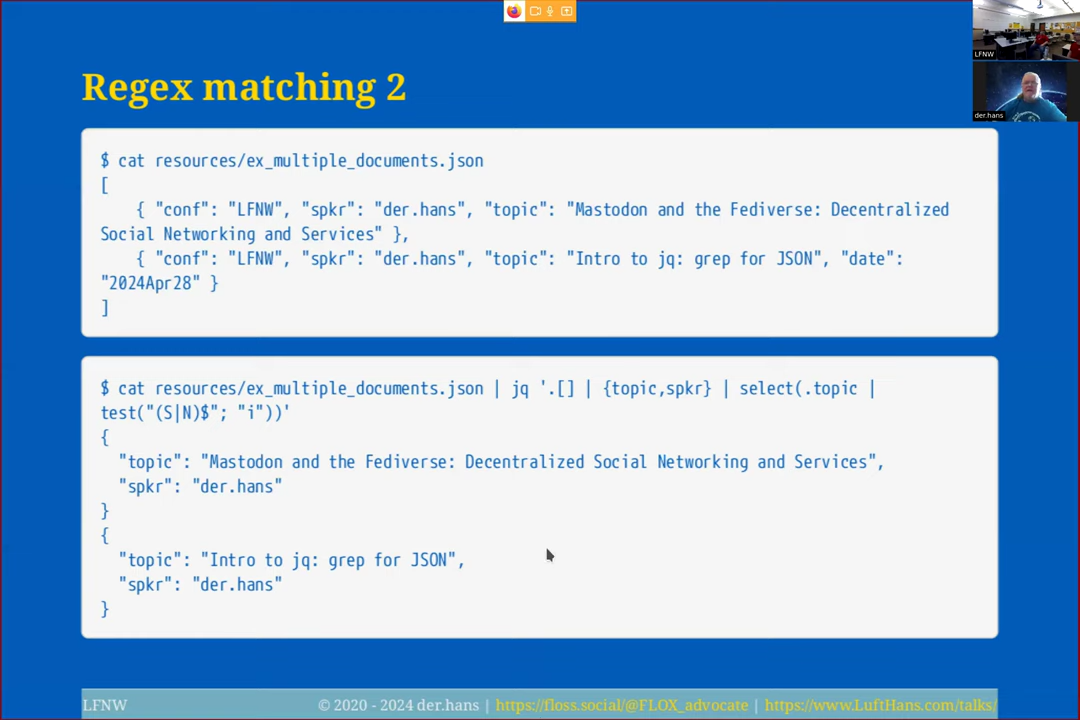 LFNW
der.hans
Regex matching 2
$ cat resources/ex_multiple_documents.json
[
    { "conf": "LFNW", "spkr": "der.hans", "topic": "Mastodon and the Fediverse: Decentralized
Social Networking and Services" },
    { "conf": "LFNW", "spkr": "der.hans", "topic": "Intro to jq: grep for JSON", "date":
"2024Apr28" }
]
$ cat resources/ex_multiple_documents.json | jq '.[] | {topic,spkr} | select(.topic |
test("(S|N)$"; "i"))'
{
  "topic": "Mastodon and the Fediverse: Decentralized Social Networking and Services",
  "spkr": "der.hans"
}
{
  "topic": "Intro to jq: grep for JSON",
  "spkr": "der.hans"
}
LFNW
© 2020 - 2024 der.hans | https://floss.social/@FLOX_advocate | https://www.LuftHans.com/talks/